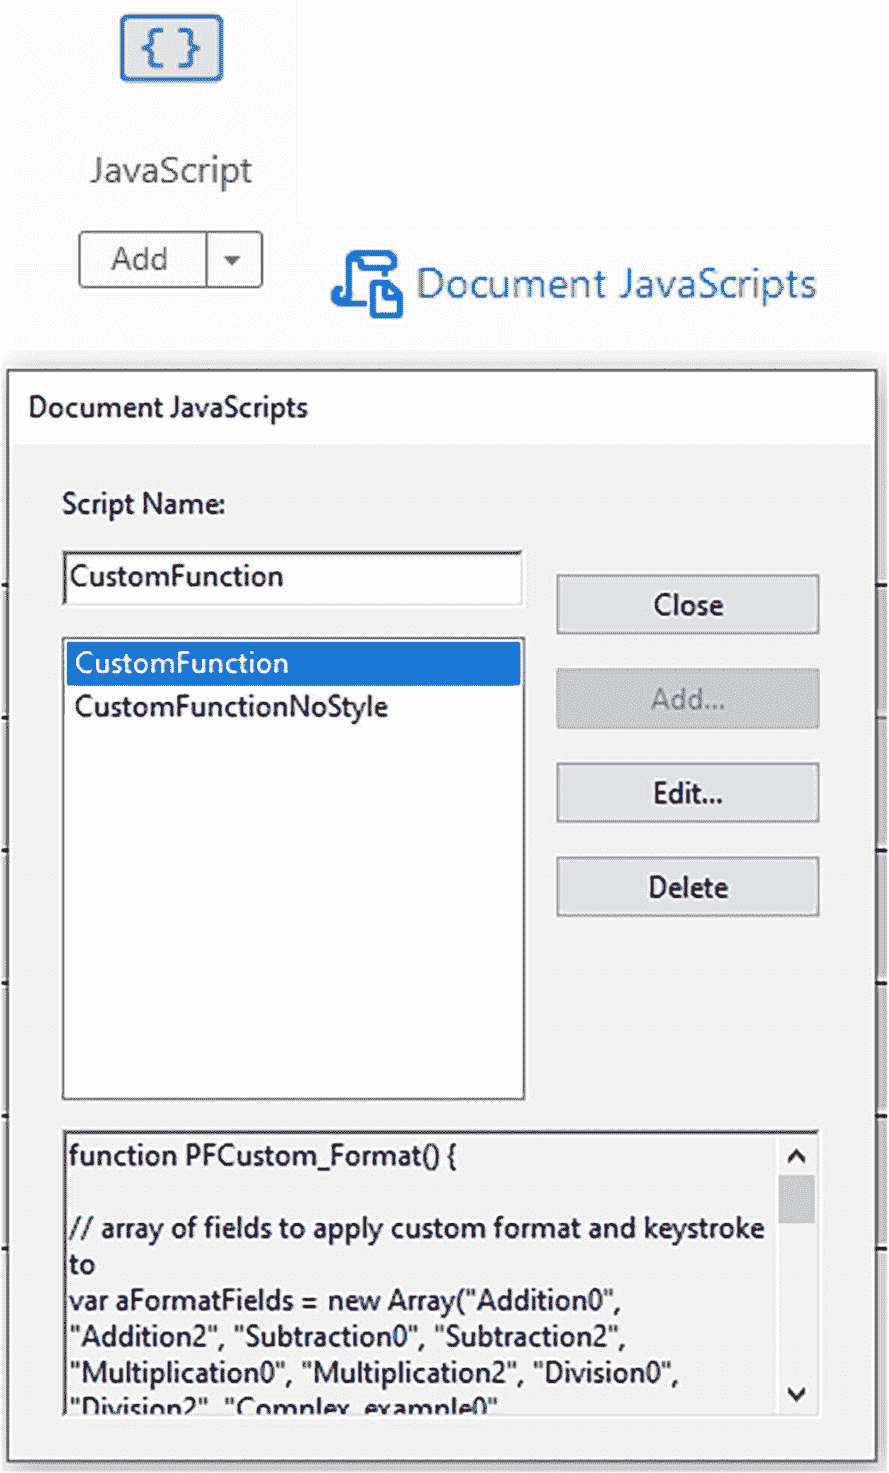 { }
JavaScript
Add
Document JavaScripts
Document JavaScripts
Script Name:
CustomFunction
Close
CustomFunction
Add...
CustomFunctionNoStyle
Edit...
Delete
function PFCustom_Format() {
// array of fields to apply custom format and keystroke
to
var aFormatFields = new Array("Addition0",
"Addition2", "Subtraction0", "Subtraction2",
"Multiplication0", "Multiplication2", "Division0",
"Division2", "Complex_example0"